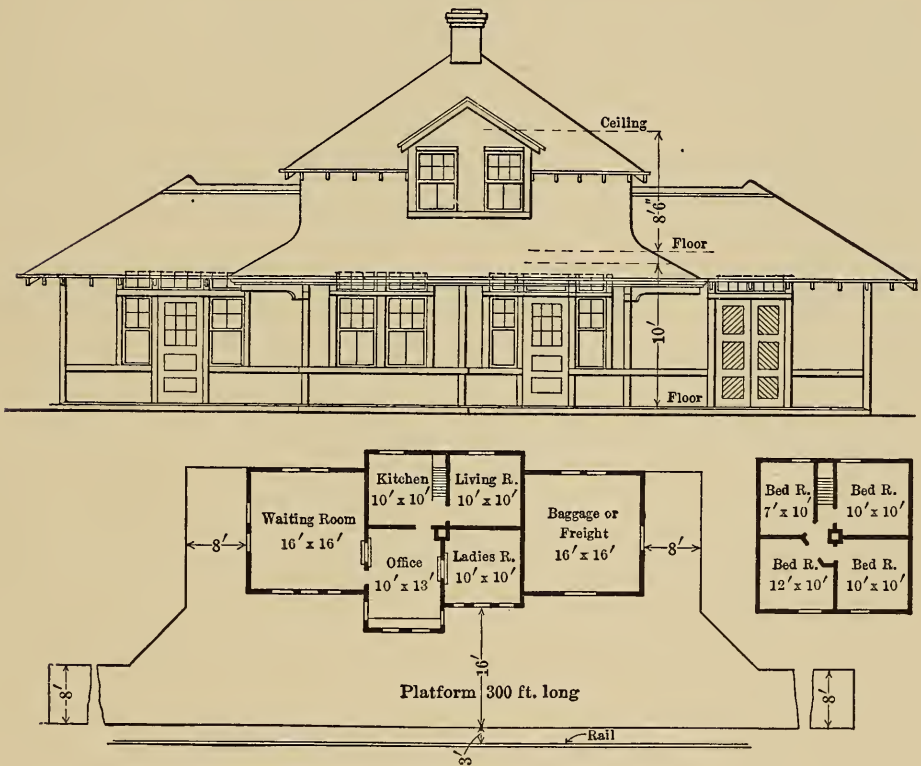 Ceiling
8'6"
Floor
10'
Floor
Kitchen
10' x 10'
Living R.
10' x 10'
Waiting Room
16' x 16'
Office
10' x 13'
Ladies R.
10' x 10'
Baggage or
Freight
16' x 16'
8'
8'
Bed R.
7' x 10'
Bed R.
10' x 10'
Bed R.
12' x 10'
Bed R.
10' x 10'
8'
16'
Platform 300 ft. long
8'
3'
Rail